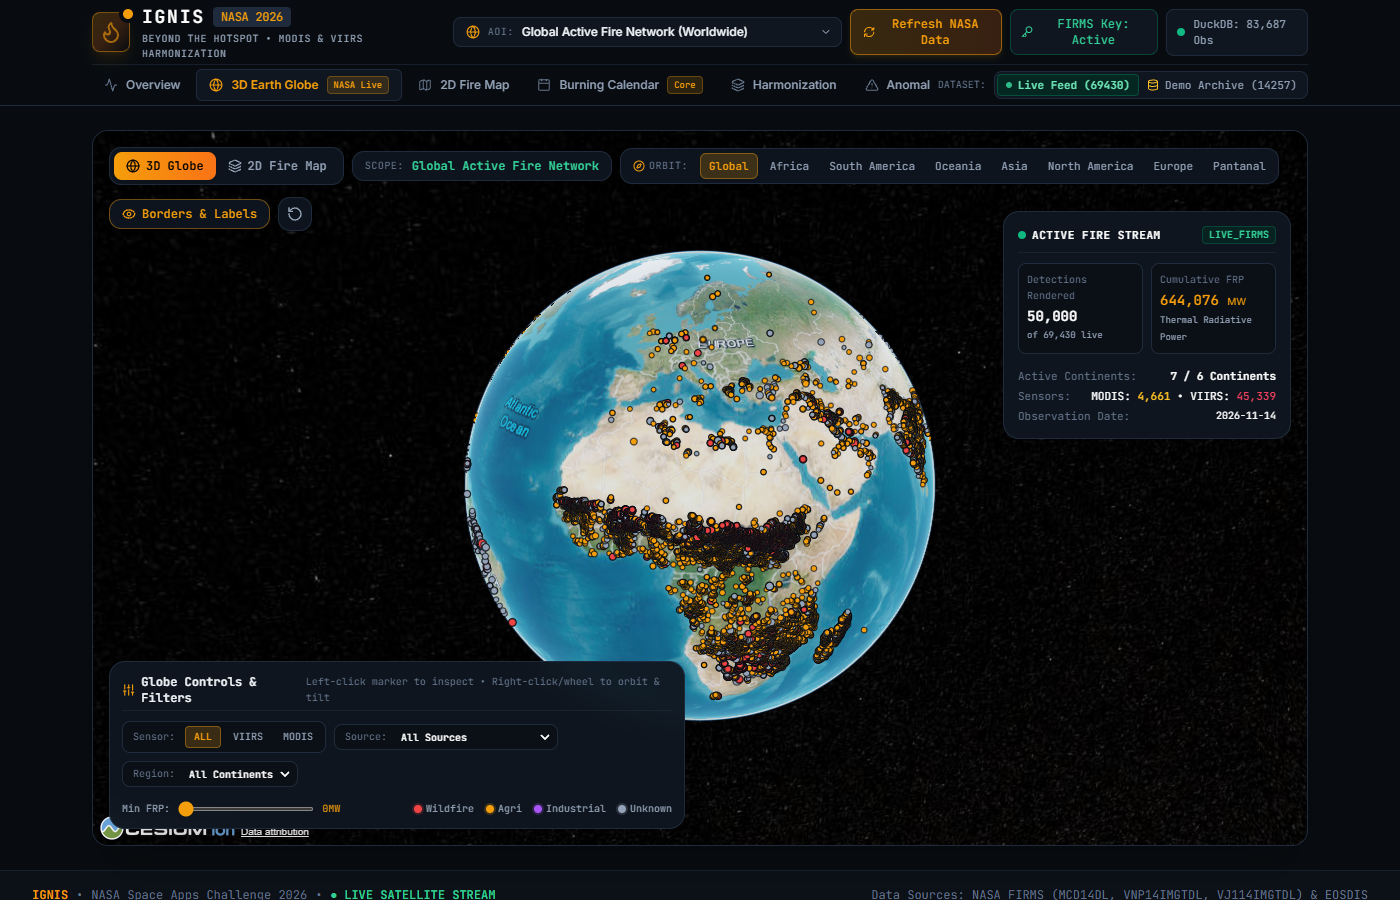 IGNIS NASA 2026
BEYOND THE HOTSPOT • MODIS & VIIRS
HARMONIZATION
AOI: Global Active Fire Network (Worldwide)
Refresh NASA
Data
FIRMS Key:
Active
DuckDB: 83,687
Obs
Overview
3D Earth Globe NASA Live
2D Fire Map
Burning Calendar Core
Harmonization
Anomal
DATASET:
Live Feed (69430)
Demo Archive (14257)
3D Globe
2D Fire Map
SCOPE: Global Active Fire Network
ORBIT: Global Africa South America Oceania Asia North America Europe Pantanal
Borders & Labels
ACTIVE FIRE STREAM LIVE_FIRMS
Detections
Rendered
50,000
of 69,430 live
Cumulative FRP
644,076 MW
Thermal Radiative
Power
Active Continents: 7 / 6 Continents
Sensors: MODIS: 4,661 • VIIRS: 45,339
Observation Date: 2026-11-14
EUROPE
Atlantic
Ocean
Globe Controls &
Filters
Left-click marker to inspect • Right-click/wheel to orbit &
tilt
Sensor: ALL VIIRS MODIS
Source: All Sources
Region: All Continents
Min FRP: 0MW
Wildfire Agri Industrial Unknown
CESIUM ion Data attribution
IGNIS • NASA Space Apps Challenge 2026 • ● LIVE SATELLITE STREAM
Data Sources: NASA FIRMS (MCD14DL, VNP14IMGTDL, VJ114IMGTDL) & EOSDIS